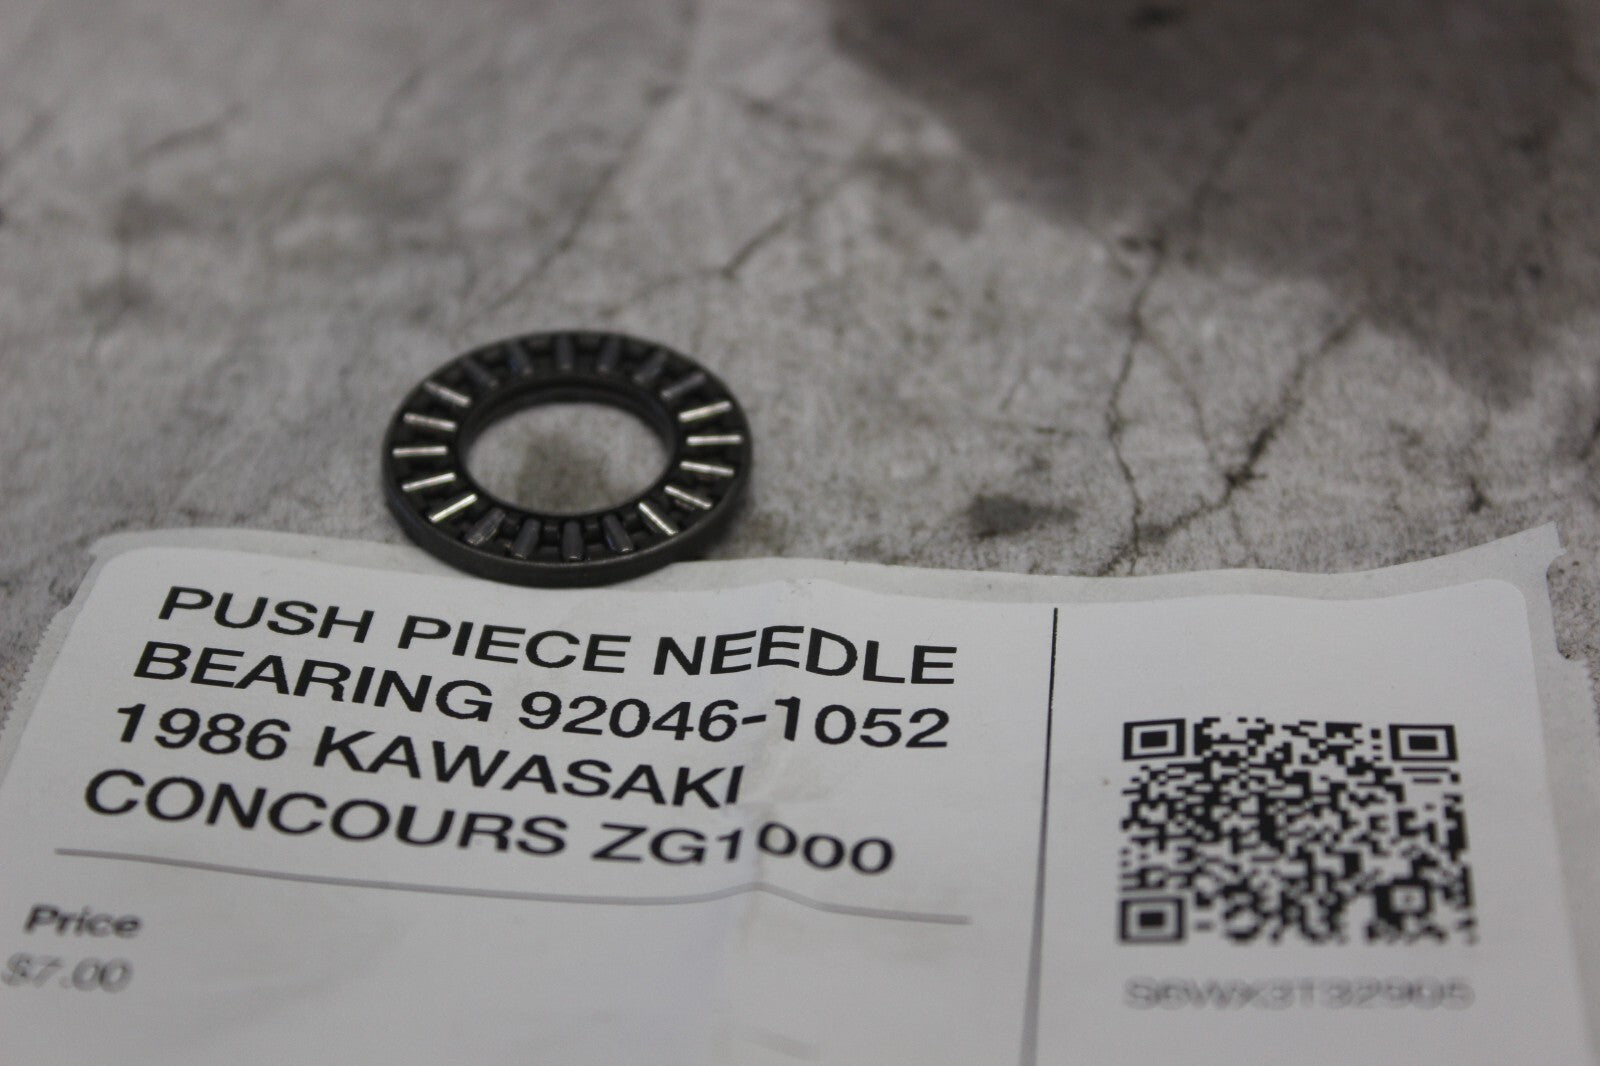 PUSH PIECE NEEDLE
BEARING 92046-1052
1986 KAWASAKI
CONCOURS ZG1000
Price
$7.00